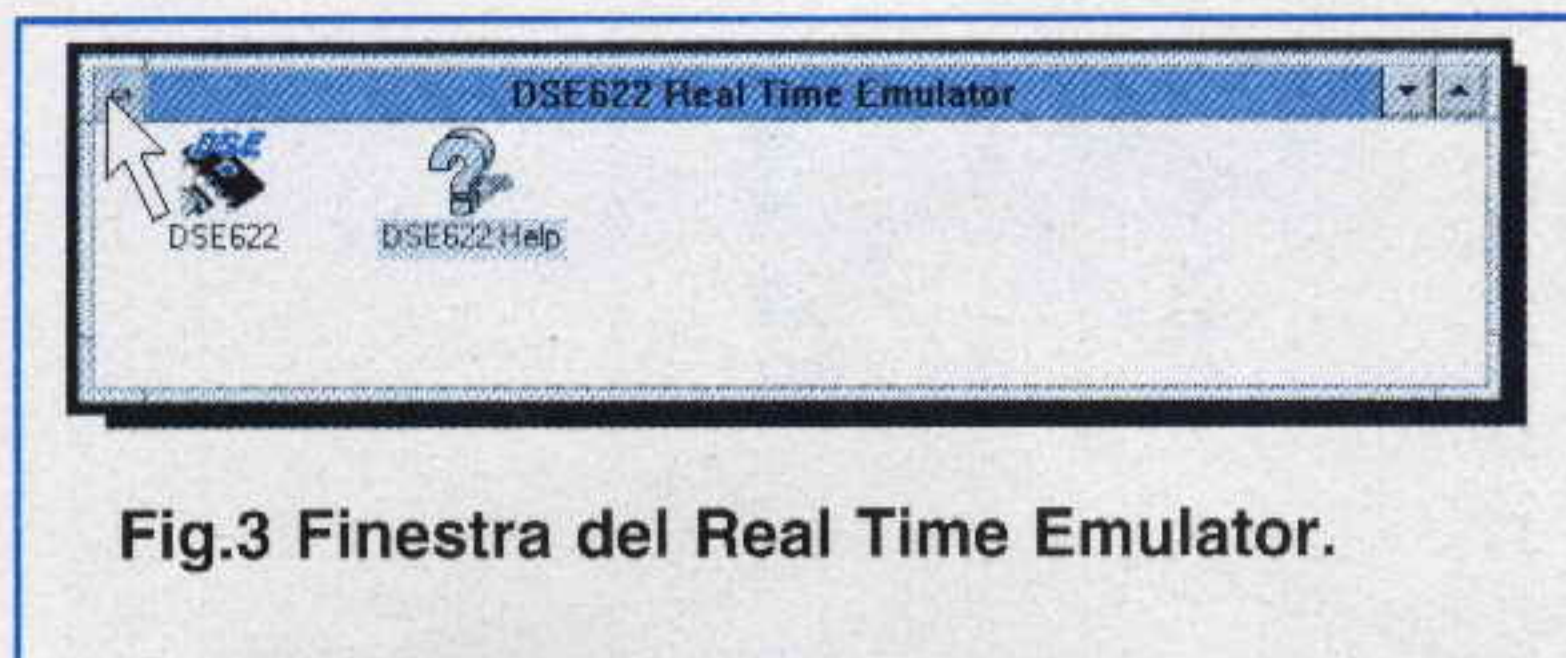 DSE622 Real Time Emulator
DSE
DSE622
DSE622 Help
Fig.3 Finestra del Real Time Emulator.